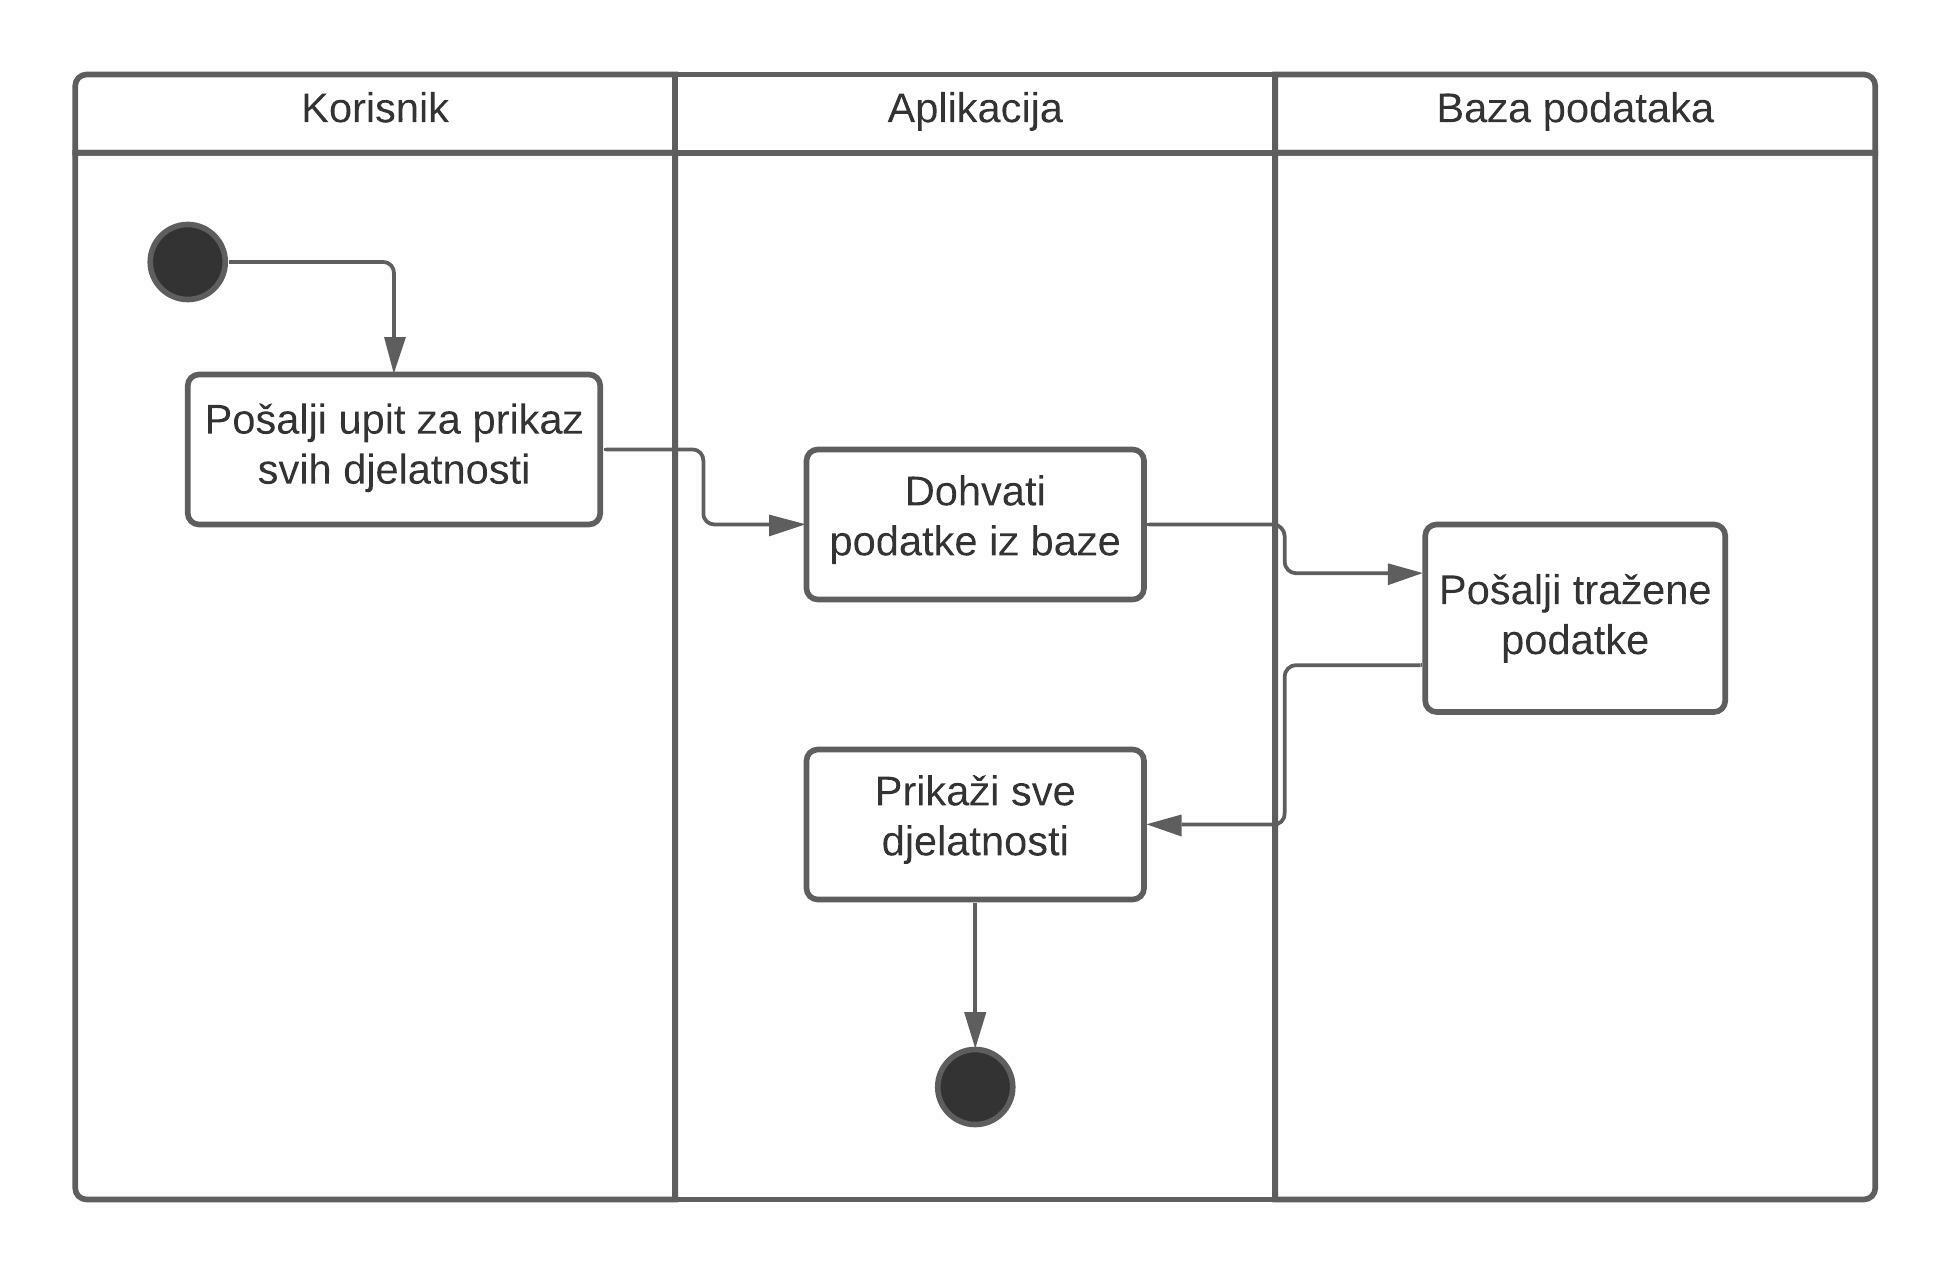 Korisnik
Aplikacija
Baza podataka
Pošalji upit za prikaz
svih djelatnosti
Dohvati
podatke iz baze
Pošalji tražene
podatke
Prikaži sve
djelatnosti